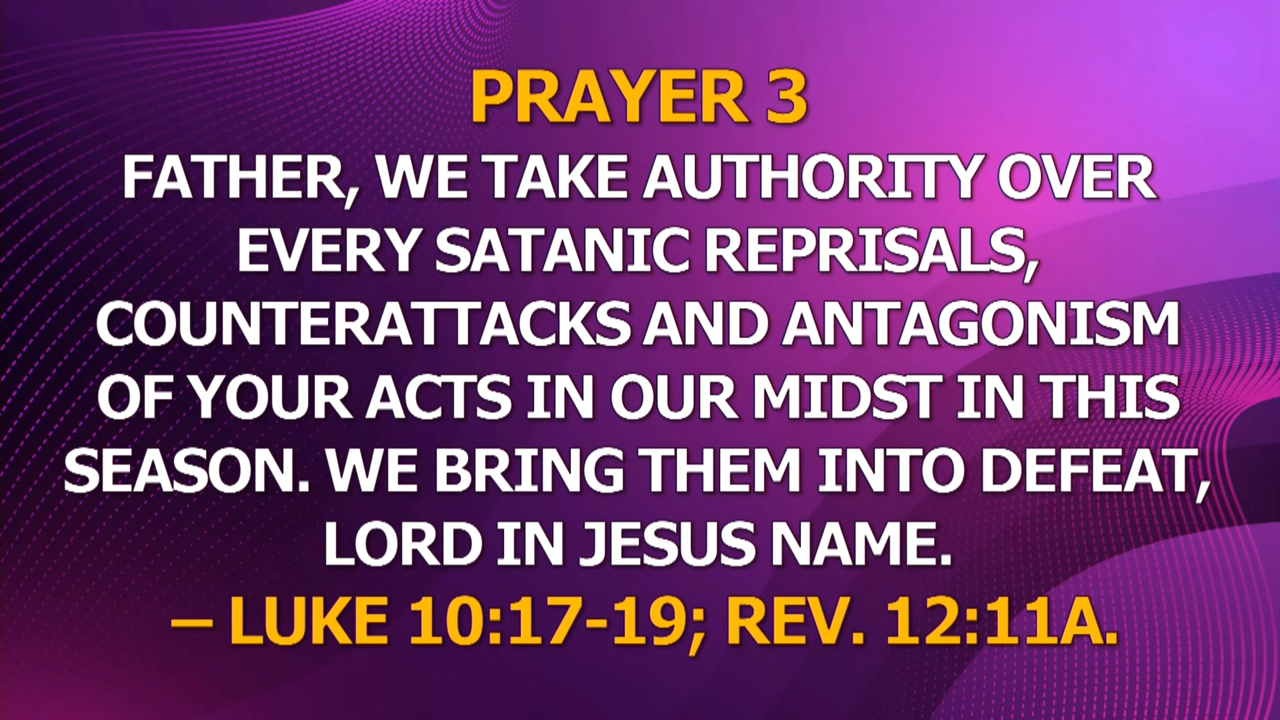 PRAYER 3
FATHER, WE TAKE AUTHORITY OVER
EVERY SATANIC REPRISALS,
COUNTERATTACKS AND ANTAGONISM
OF YOUR ACTS IN OUR MIDST IN THIS
SEASON. WE BRING THEM INTO DEFEAT,
LORD IN JESUS NAME.
– LUKE 10:17-19; REV. 12:11A.